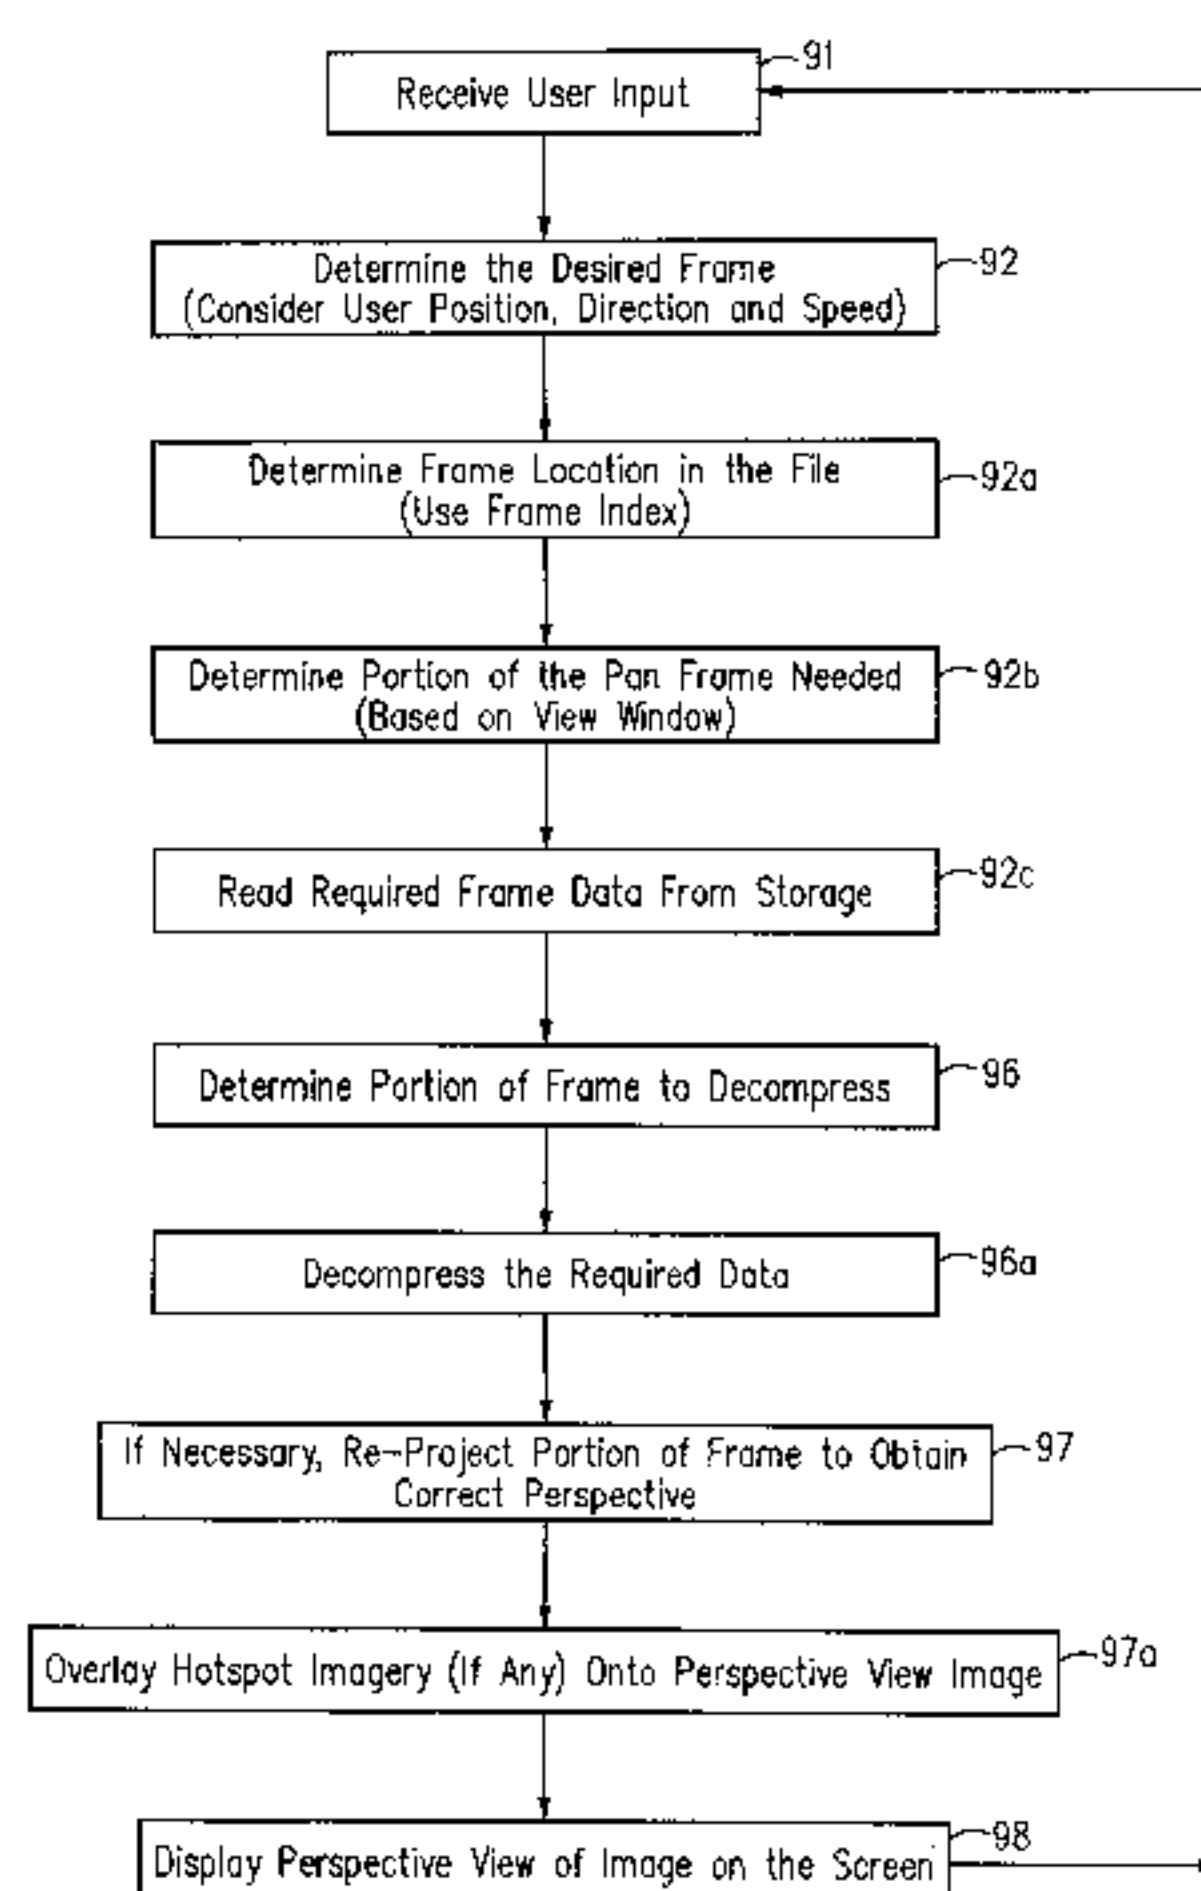 91
Receive User Input
92
Determine the Desired Frame
(Consider User Position, Direction and Speed)
92a
Determine Frame Location in the File
(Use Frame Index)
92b
Determine Portion of the Pan Frame Needed
(Based on View Window)
92c
Read Required Frame Data From Storage
96
Determine Portion of Frame to Decompress
96a
Decompress the Required Data
97
If Necessary, Re-Project Portion of Frame to Obtain
Correct Perspective
97a
Overlay Hotspot Imagery (If Any) Onto Perspective View Image
98
Display Perspective View of Image on the Screen